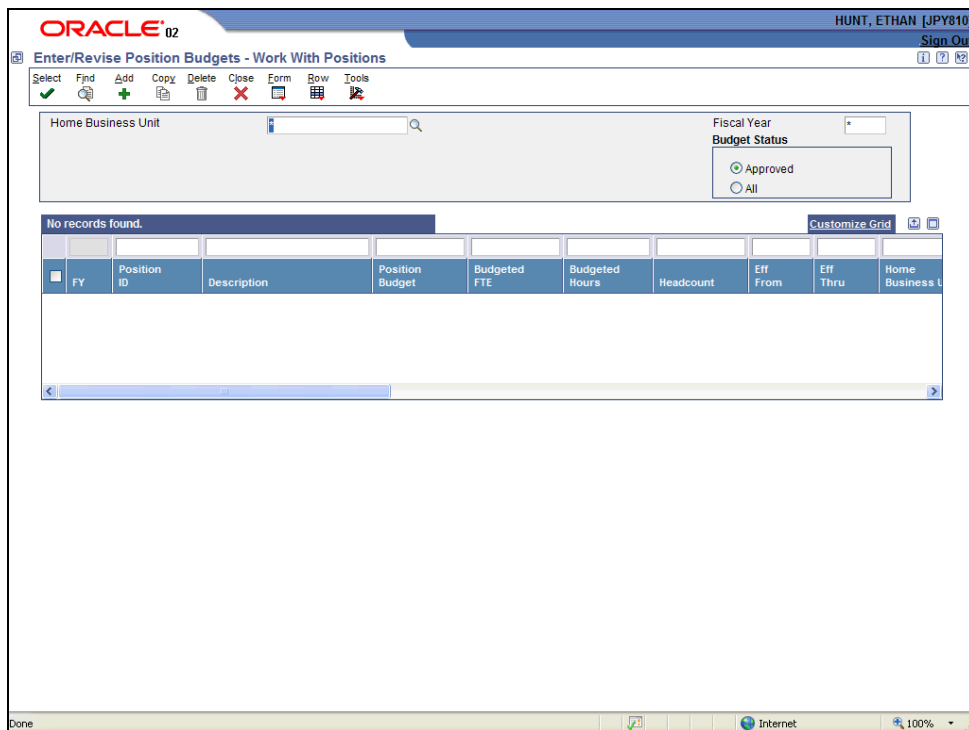 HUNT, ETHAN [JPY810
ORACLE 02
Sign Ou
Enter/Revise Position Budgets - Work With Positions
Select Find Add Copy Delete Close Form Row Tools
Home Business Unit * Fiscal Year *
Budget Status
Approved
All
No records found. Customize Grid
FY Position ID Description Position Budget Budgeted FTE Budgeted Hours Headcount Eff From Eff Thru Home Business U
Done Internet 100%